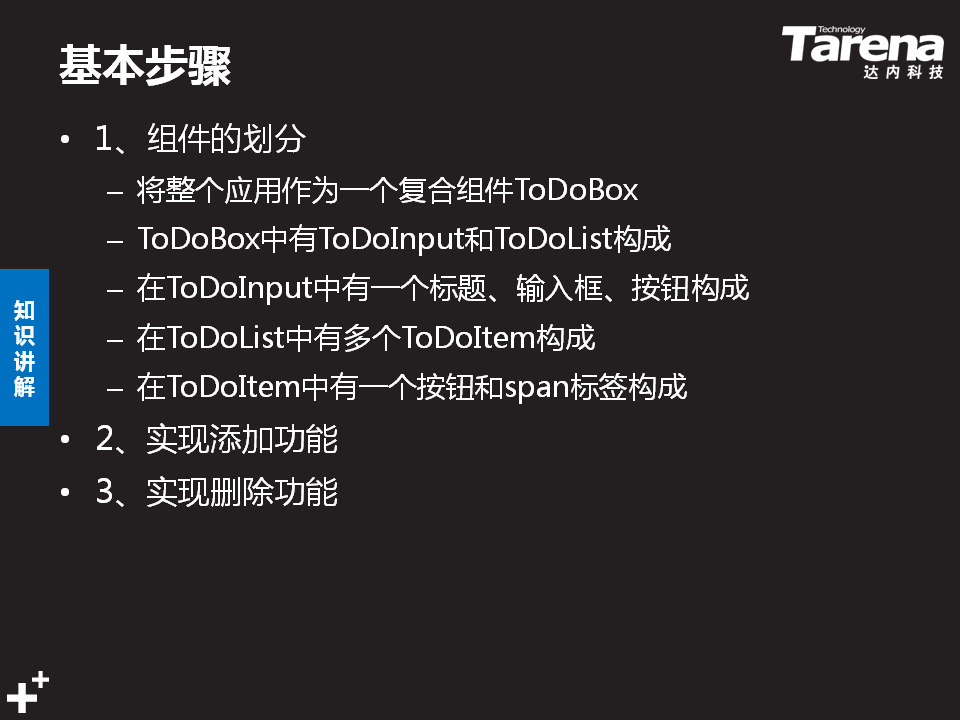 基本步骤
Technology
Tarena
达内科技
• 1、组件的划分
– 将整个应用作为一个复合组件ToDoBox
– ToDoBox中有ToDoInput和ToDoList构成
– 在ToDoInput中有一个标题、输入框、按钮构成
– 在ToDoList中有多个ToDoItem构成
– 在ToDoItem中有一个按钮和span标签构成
• 2、实现添加功能
• 3、实现删除功能
知识讲解